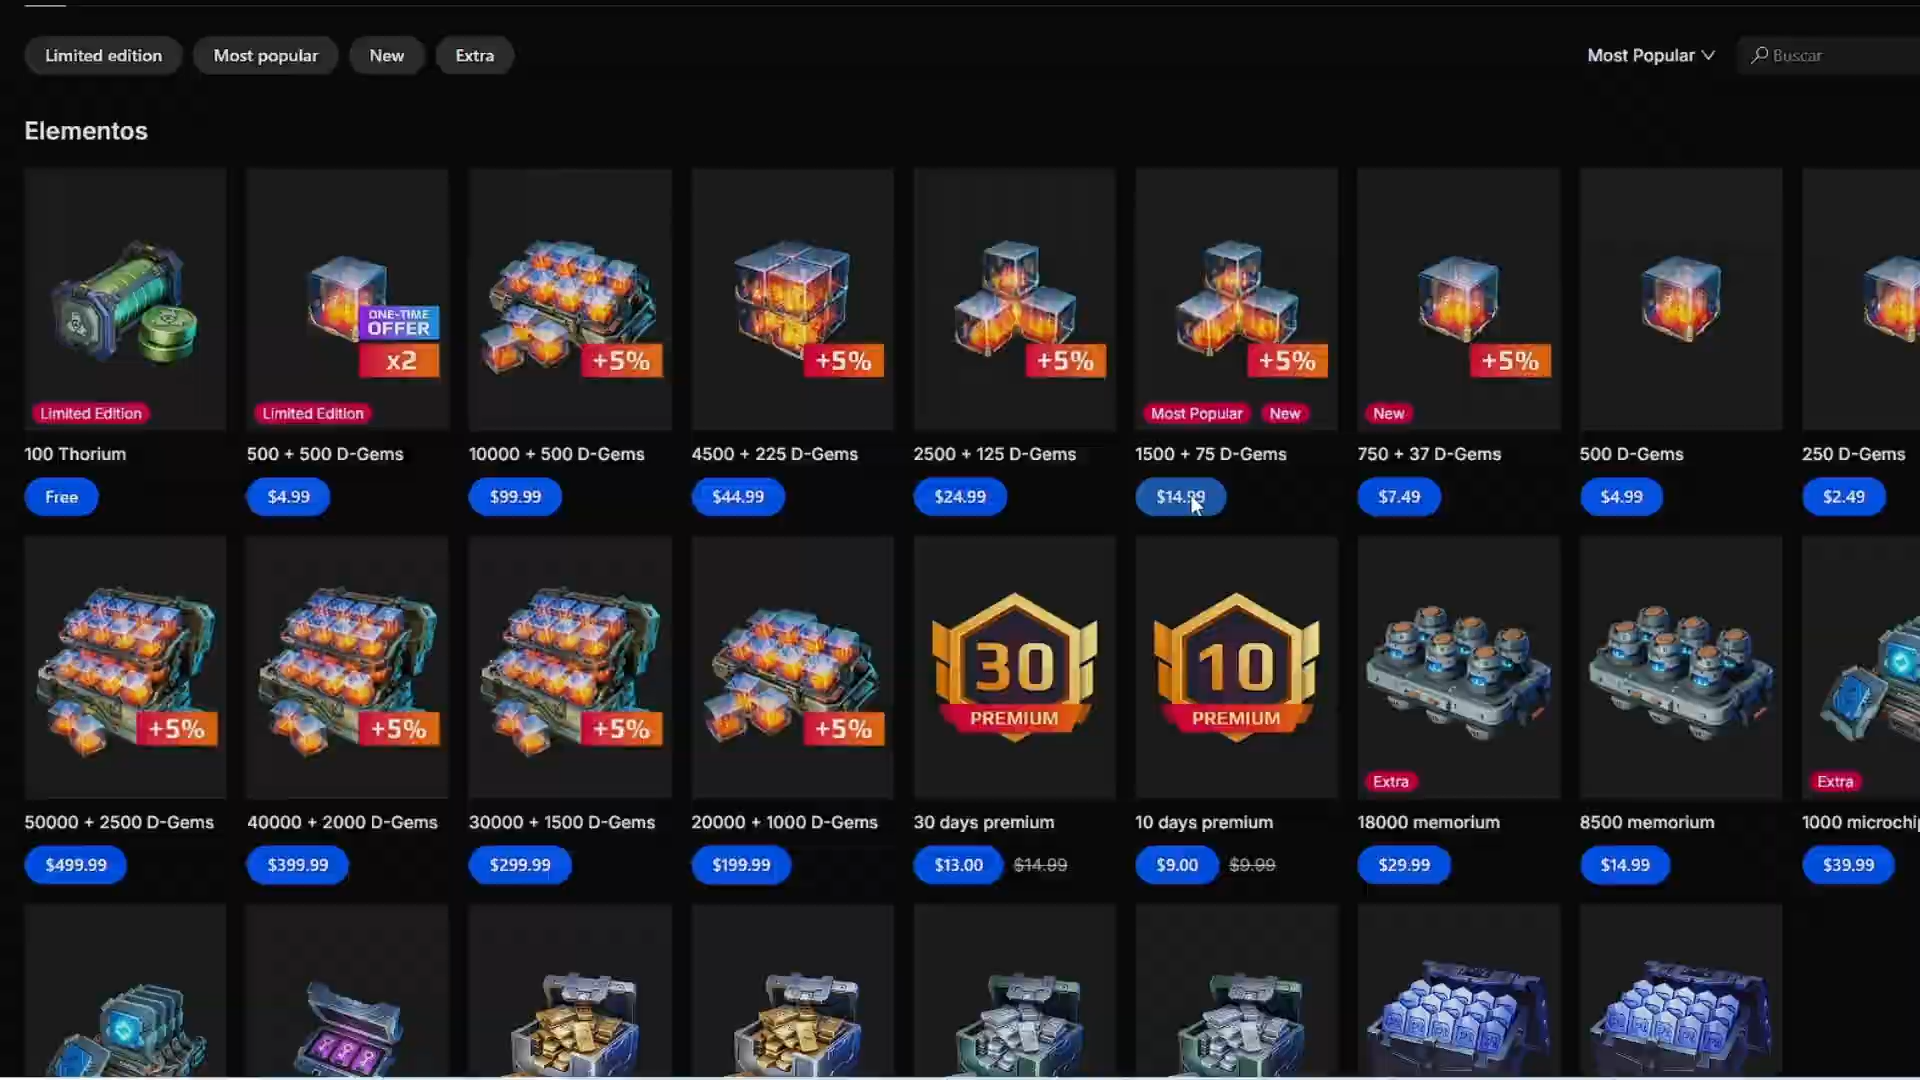 Limited edition
Most popular
New
Extra
Most Popular
Buscar
Elementos
ONE-TIME
OFFER
x2
+5%
+5%
+5%
+5%
+5%
Limited Edition
Limited Edition
Most Popular
New
New
100 Thorium
500 + 500 D-Gems
10000 + 500 D-Gems
4500 + 225 D-Gems
2500 + 125 D-Gems
1500 + 75 D-Gems
750 + 37 D-Gems
500 D-Gems
250 D-Gems
Free
$4.99
$99.99
$44.99
$24.99
$14.99
$7.49
$4.99
$2.49
+5%
+5%
+5%
+5%
30
PREMIUM
10
PREMIUM
Extra
Extra
50000 + 2500 D-Gems
40000 + 2000 D-Gems
30000 + 1500 D-Gems
20000 + 1000 D-Gems
30 days premium
10 days premium
18000 memorium
8500 memorium
1000 microchip
$499.99
$399.99
$299.99
$199.99
$13.00 $14.99
$9.00 $9.99
$29.99
$14.99
$39.99